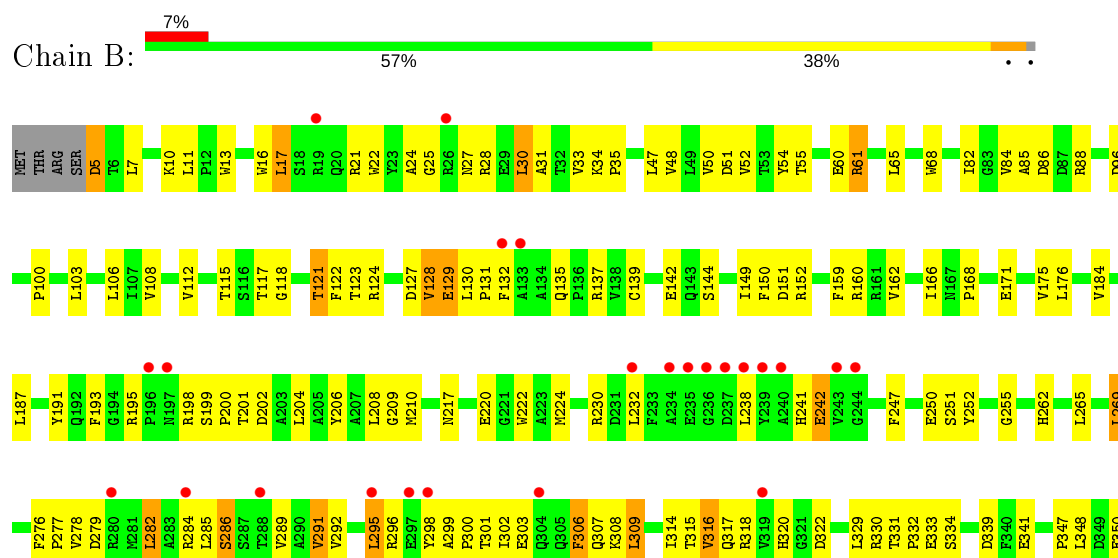 7%
Chain B:
57% 38% • •
MET THR ARG SER D5 T6 L7 K10 L11 P12 W13 W16 L17 S18 R19 Q20 R21 W22 Y23 A24 G25 R26 N27 R28 E29 L30 A31 T32 V33 K34 P35 L47 V48 L49 V50 D51 V52 T53 Y54 T55 E60 R61 L65 W68 I82 G83 V84 A85 D86 D87 R88 D96
P100 L103 L106 I107 V108 V112 T115 S116 T117 G118 T121 F122 T123 R124 D127 V128 E129 L130 P131 F132 A133 A134 Q135 P136 R137 V138 C139 E142 Q143 S144 I149 F150 D151 R152 F159 R160 R161 V162 I166 N167 P168 E171 V175 L176 V184
L187 Y191 Q192 F193 G194 R195 P196 N197 R198 S199 P200 T201 D202 A203 L204 A205 Y206 A207 L208 G209 M210 N217 E220 G221 W222 A223 M224 R230 D231 L232 F233 A234 E235 G236 D237 L238 Y239 A240 H241 E242 V243 G244 F247 E250 S251 Y252 G255 H262 L265 L269
F276 P277 V278 D279 R280 M281 L282 A283 R284 L285 S286 S287 T288 V289 A290 V291 V292 L295 R296 E297 Y298 A299 P300 T301 I302 E303 Q304 Q305 F306 Q307 K308 L309 I314 T315 V316 Q317 R318 V319 H320 G321 D322 L329 R330 T331 P332 E333 S334 D339 F340 E341 P347 L348 D349